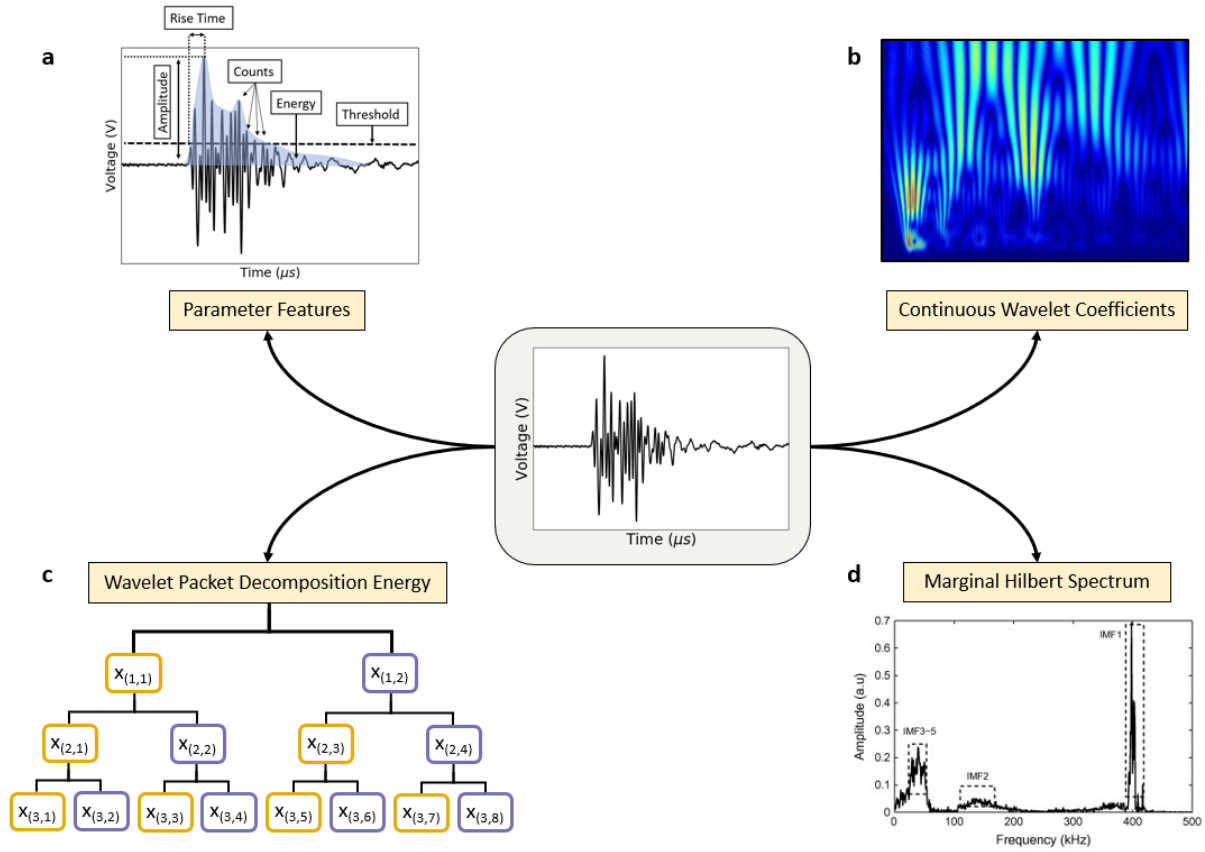 a
Rise Time
Amplitude
Counts
Energy
Threshold
Voltage (V)
Time (μs)
Parameter Features
b
Continuous Wavelet Coefficients
Voltage (V)
Time (μs)
c
Wavelet Packet Decomposition Energy
x(1,1) x(1,2)
x(2,1) x(2,2) x(2,3) x(2,4)
x(3,1) x(3,2) x(3,3) x(3,4) x(3,5) x(3,6) x(3,7) x(3,8)
d
Marginal Hilbert Spectrum
0.7
0.6
0.5
0.4
0.3
0.2
0.1
0
Amplitude (a.u)
IMF1
IMF3-5
IMF2
0 100 200 300 400 500
Frequency (kHz)